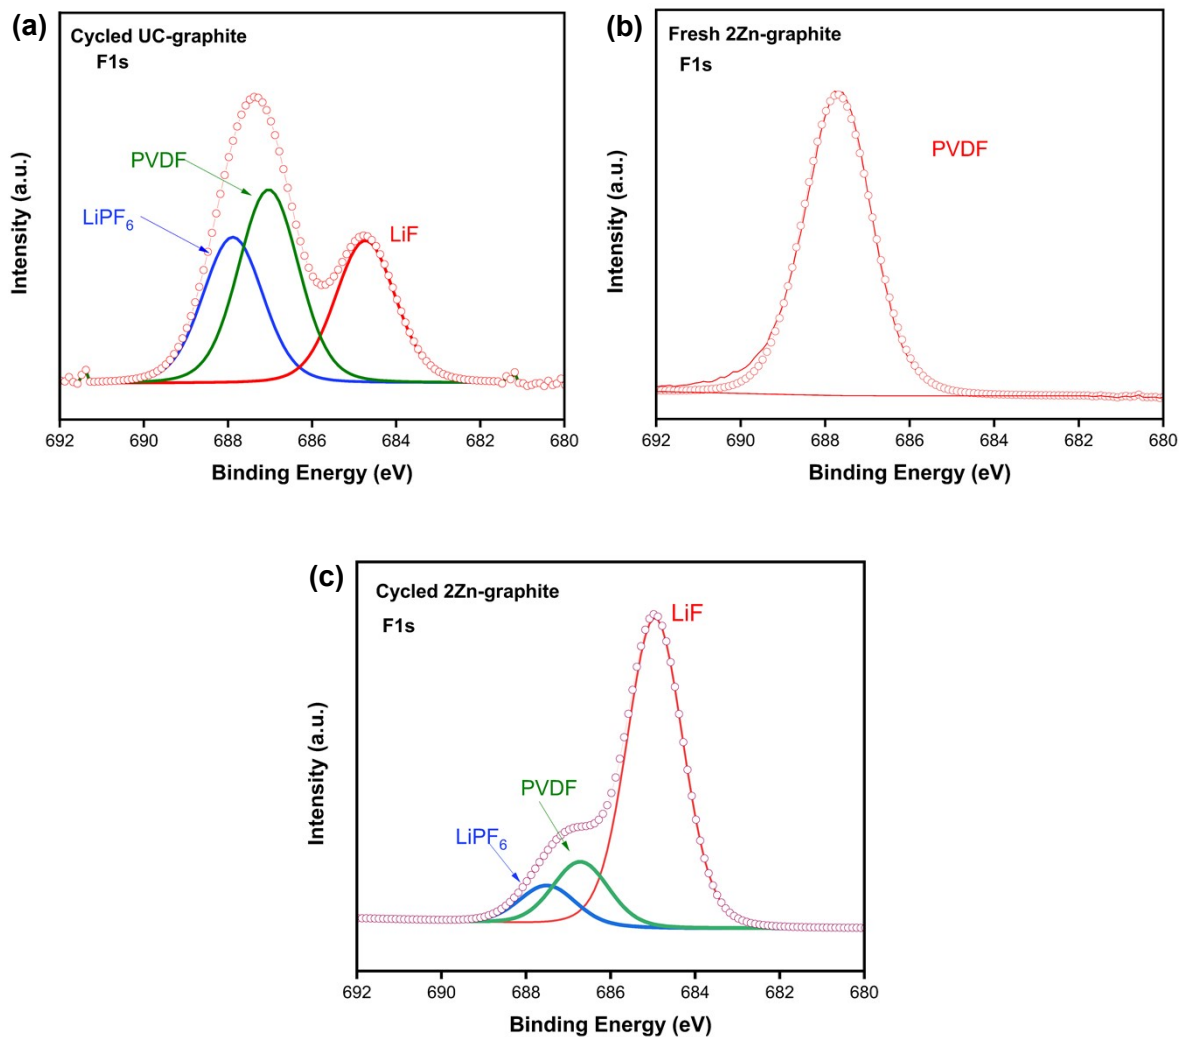 (a)
Cycled UC-graphite
F1s
PVDF
LiPF6
LiF
Intensity (a.u.)
692 690 688 686 684 682 680
Binding Energy (eV)
(b)
Fresh 2Zn-graphite
F1s
PVDF
Intensity (a.u.)
692 690 688 686 684 682 680
Binding Energy (eV)
(c)
Cycled 2Zn-graphite
F1s
LiF
PVDF
LiPF6
Intensity (a.u.)
692 690 688 686 684 682 680
Binding Energy (eV)